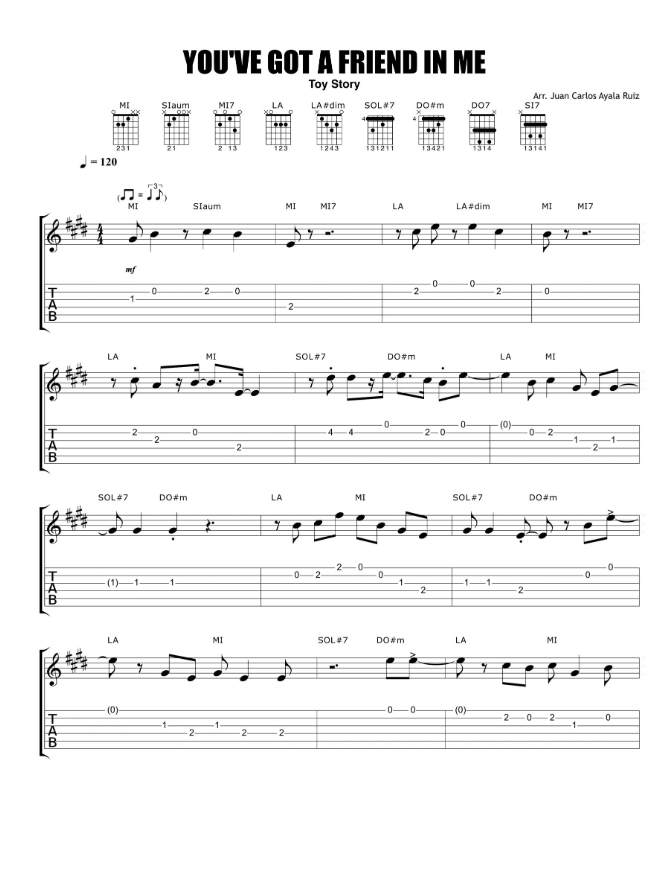 YOU'VE GOT A FRIEND IN ME
Toy Story
Arr. Juan Carlos Ayala Ruiz
MI SIaum MI7 LA LA#dim SOL#7 DO#m DO7 SI7
4 4
231 21 2 13 123 1243 131211 13421 1314 13141
= 120
( = 3 )
MI SIaum MI MI7 LA LA#dim MI MI7
4
4
mf
T
A
B
1 0 2 0 2 2 0 0 2 0
LA MI SOL#7 DO#m LA MI
T
A
B
2 2 0 2 4 4 0 2 0 0 (0) 0 2 1 2 1
SOL#7 DO#m LA MI SOL#7 DO#m
T
A
B
(1) 1 1 0 2 2 0 0 1 2 1 1 2 0 0
LA MI SOL#7 DO#m LA MI
T
A
B
(0) 1 2 1 2 2 0 0 (0) 2 0 2 1 0